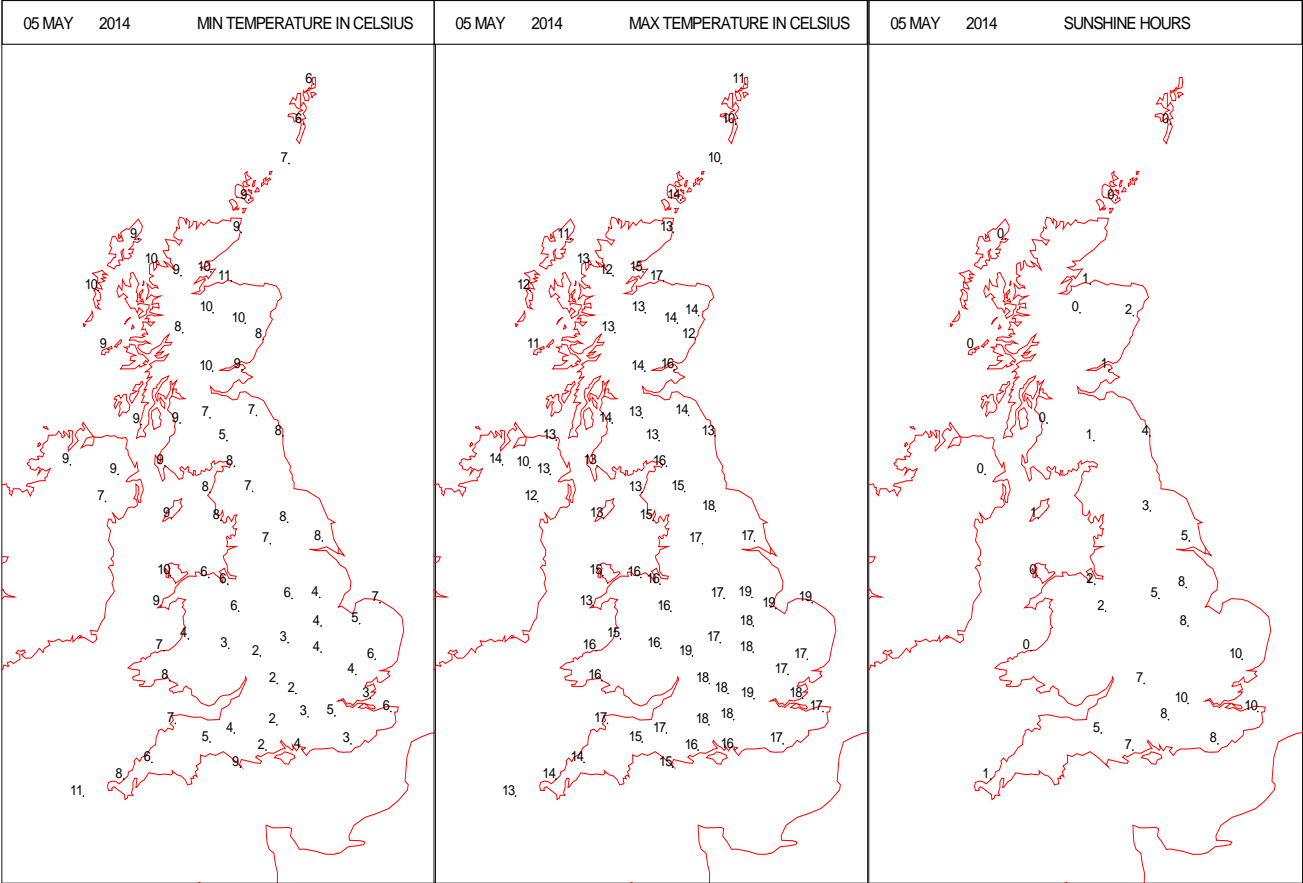 05 MAY 2014 MIN TEMPERATURE IN CELSIUS
6
6
7
9
9 9
10 9 10
10 11
10 10
8 8
9
10 9
9 9 7 7
5 8
9 9 9 8
7 8 7
9 8 8
7 8
10 6 6
9 6 6 4 7
4 5
7 4 3 3 4
2 6
8 4
2 2 3
7 3 5 6
5 4 2
2 4 3
6 9
8
11
05 MAY 2014 MAX TEMPERATURE IN CELSIUS
11
10
10
14
11 13
13 12 15
12 17
13 14
13 14
11 12
14 16
14 13 14
13 13 13
14 10 13 13 16
12 13 15
13 15 18
17 17
15 16 16
13 16 17 19 19 19
18
16 15 16 17 18
19 17
16 17
18 18 19 18
17 18 18 17
15 17
16 16 17
14 15
14
13
05 MAY 2014 SUNSHINE HOURS
0
0
0
0
1
0 2
0
1
0
1 4
0
1 3
5
0 2
2 5 8
8
0 10
7
10 10
5 8
7 8
1